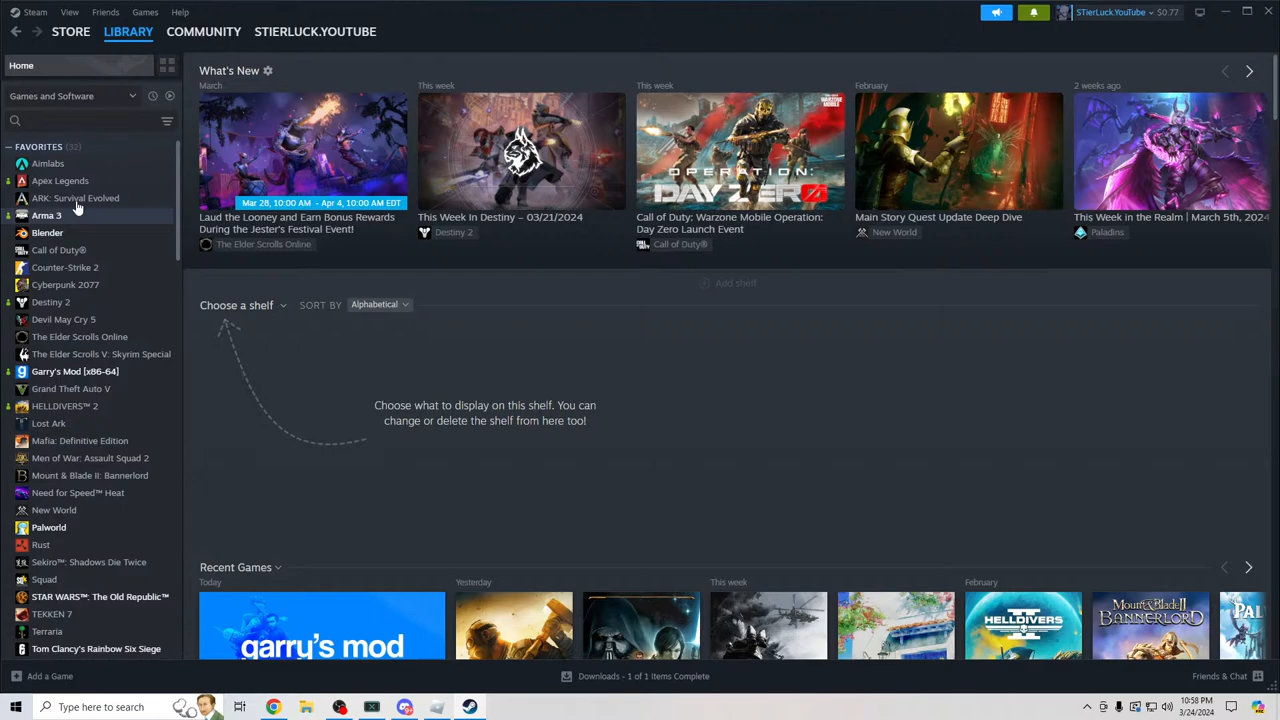 Steam View Friends Games Help
STierLuck.YouTube $0.77
STORE LIBRARY COMMUNITY STIERLUCK.YOUTUBE
Home
Games and Software
FAVORITES (32)
Aimlabs
Apex Legends
ARK: Survival Evolved
Arma 3
Blender
Call of Duty®
Counter-Strike 2
Cyberpunk 2077
Destiny 2
Devil May Cry 5
The Elder Scrolls Online
The Elder Scrolls V: Skyrim Special
Garry's Mod [x86-64]
Grand Theft Auto V
HELLDIVERS™ 2
Lost Ark
Mafia: Definitive Edition
Men of War: Assault Squad 2
Mount & Blade II: Bannerlord
Need for Speed™ Heat
New World
Palworld
Rust
Sekiro™: Shadows Die Twice
Squad
STAR WARS™: The Old Republic™
TEKKEN 7
Terraria
Tom Clancy's Rainbow Six Siege
What's New
March
Mar 28, 10:00 AM - Apr 4, 10:00 AM EDT
Laud the Looney and Earn Bonus Rewards
During the Jester's Festival Event!
The Elder Scrolls Online
This week
This Week In Destiny – 03/21/2024
Destiny 2
This week
CALL OF DUTY
WARZONE MOBILE
OPERATION:
DAY ZERO
Call of Duty: Warzone Mobile Operation:
Day Zero Launch Event
Call of Duty®
February
Main Story Quest Update Deep Dive
New World
2 weeks ago
This Week in the Realm | March 5th, 2024
Paladins
Add shelf
Choose a shelf SORT BY Alphabetical
Choose what to display on this shelf. You can
change or delete the shelf from here too!
Recent Games
Today
garry's mod
Yesterday
This week
February
HELLDIVERS
II
MOUNT&BLADE II
BANNERLORD
PAL
Add a Game
Downloads - 1 of 1 Items Complete
Friends & Chat
Type here to search
10:58 PM
3/24/2024